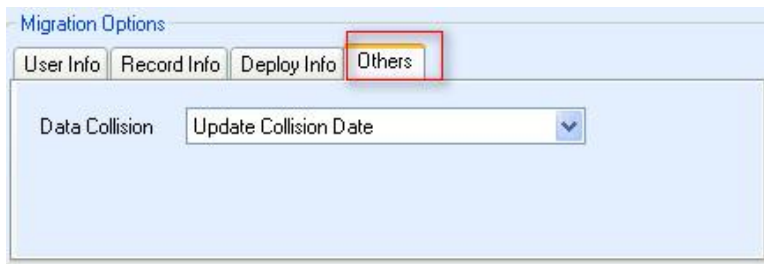 Migration Options
User Info Record Info Deploy Info Others
Data Collision Update Collision Date